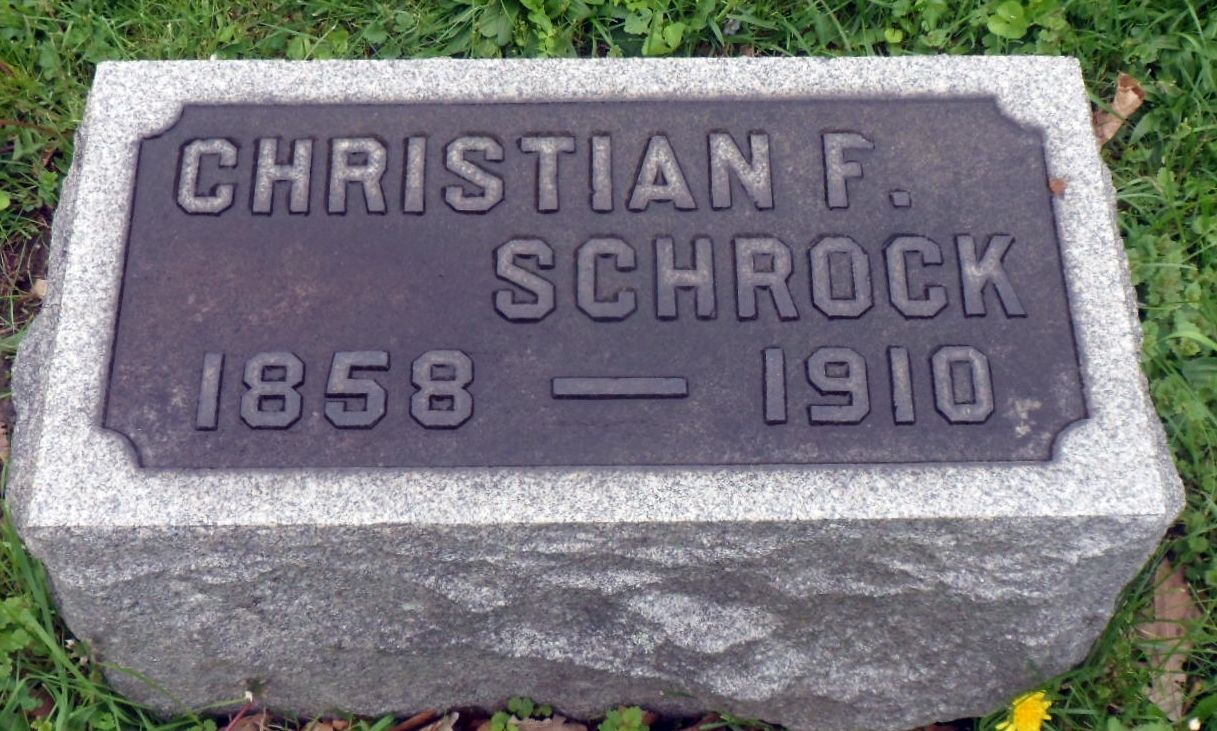 CHRISTIAN F.
SCHROCK
1858 — 1910